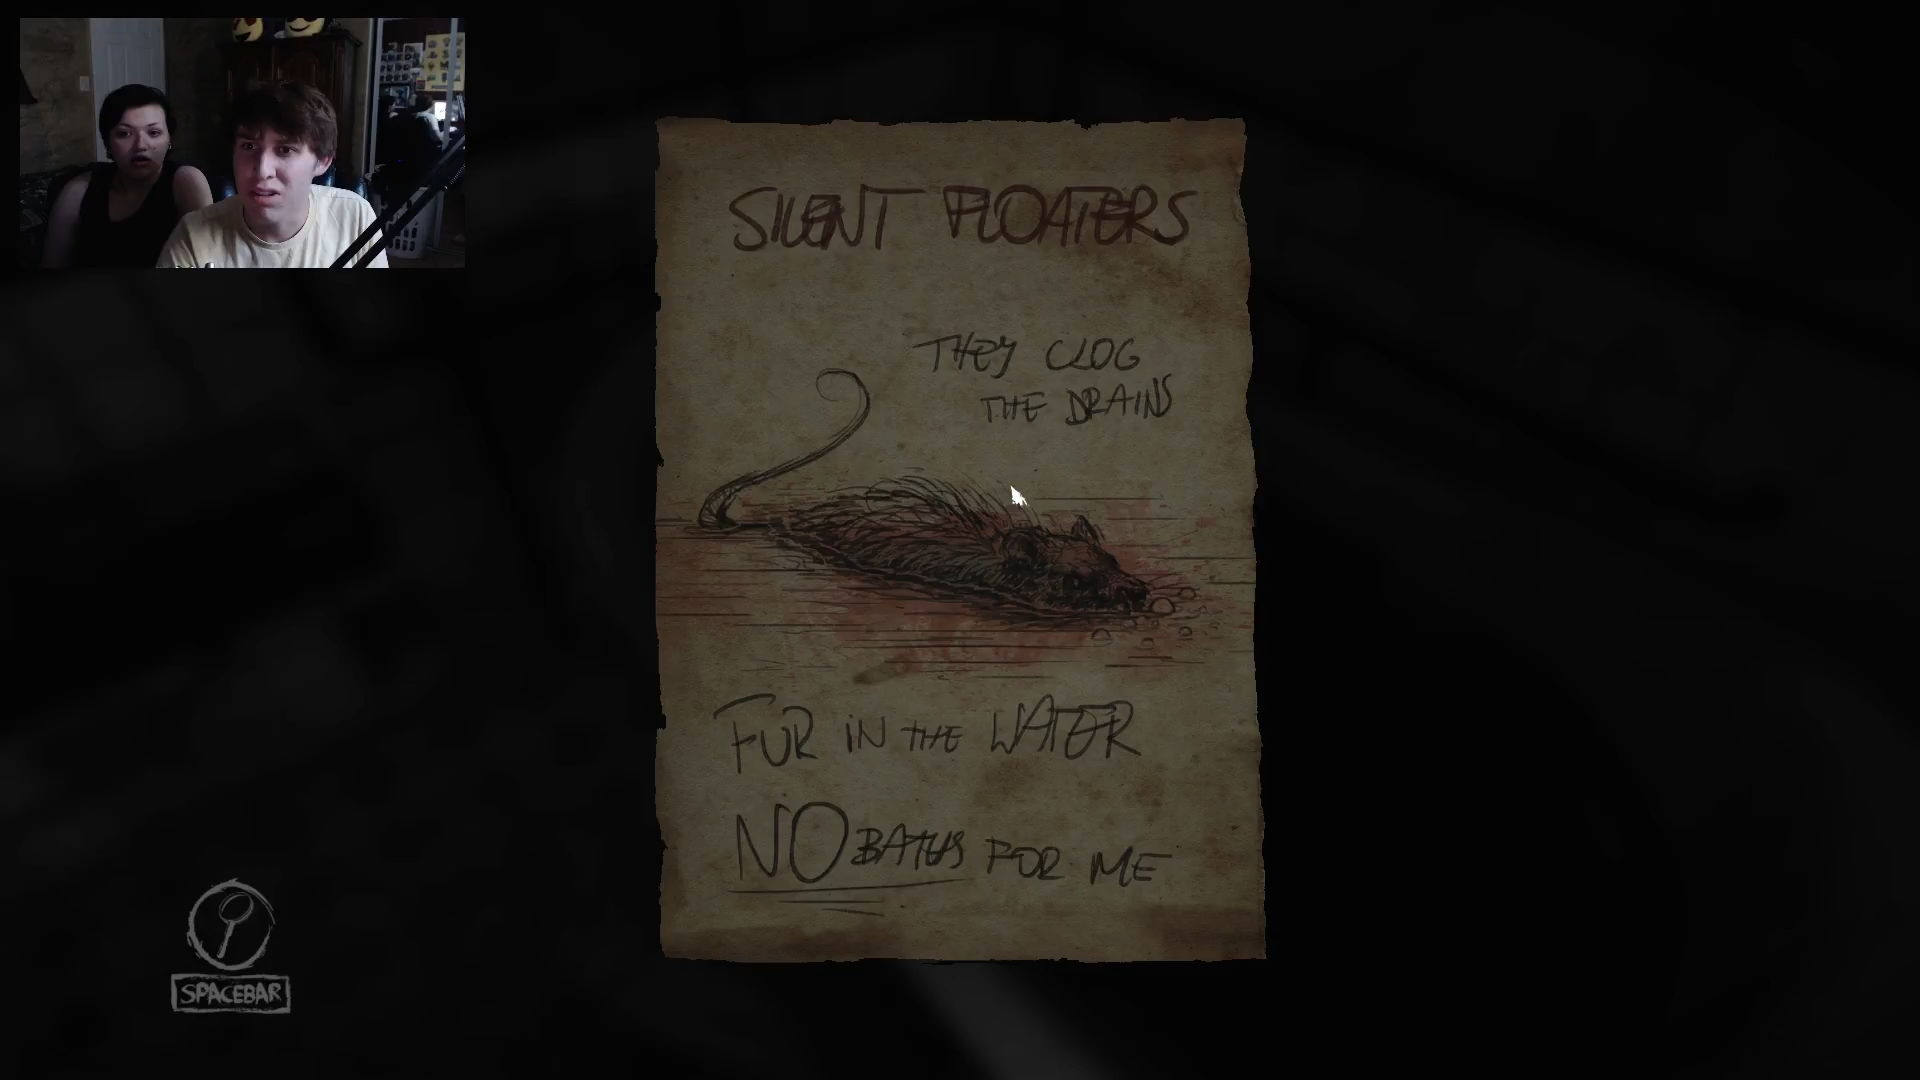 SILENT FLOATERS
THEY CLOG
THE DRAINS
FUR IN THE WATER
NO BATHS FOR ME
SPACEBAR